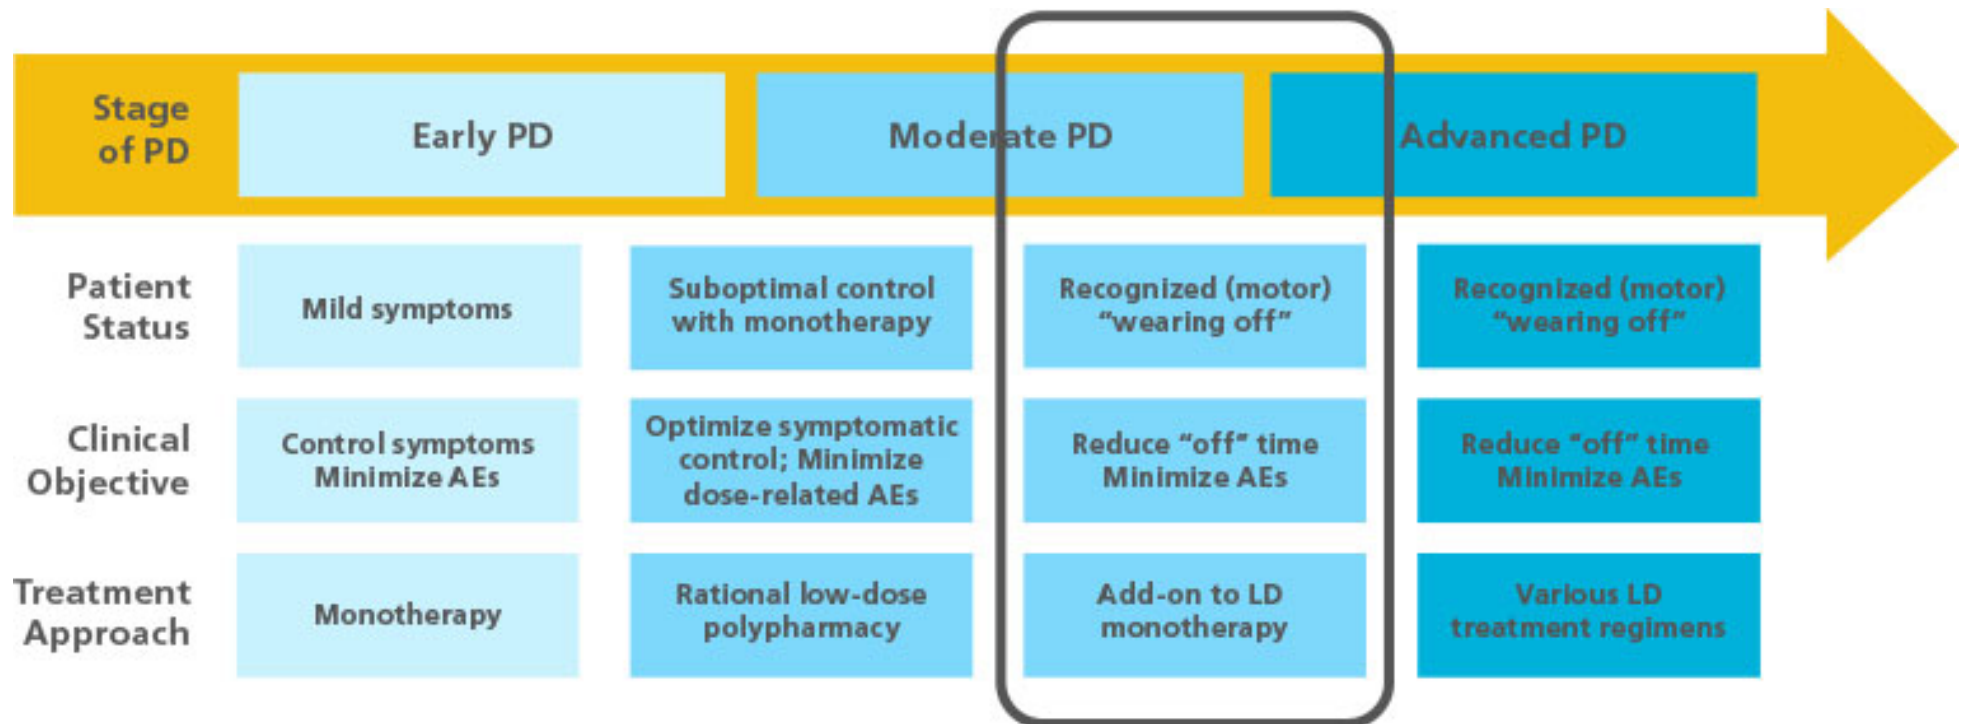 Stage
of PD
Early PD
Moderate PD
Advanced PD
Patient
Status
Mild symptoms
Suboptimal control
with monotherapy
Recognized (motor)
“wearing off”
Recognized (motor)
“wearing off”
Clinical
Objective
Control symptoms
Minimize AEs
Optimize symptomatic
control; Minimize
dose-related AEs
Reduce “off” time
Minimize AEs
Reduce “off” time
Minimize AEs
Treatment
Approach
Monotherapy
Rational low-dose
polypharmacy
Add-on to LD
monotherapy
Various LD
treatment regimens